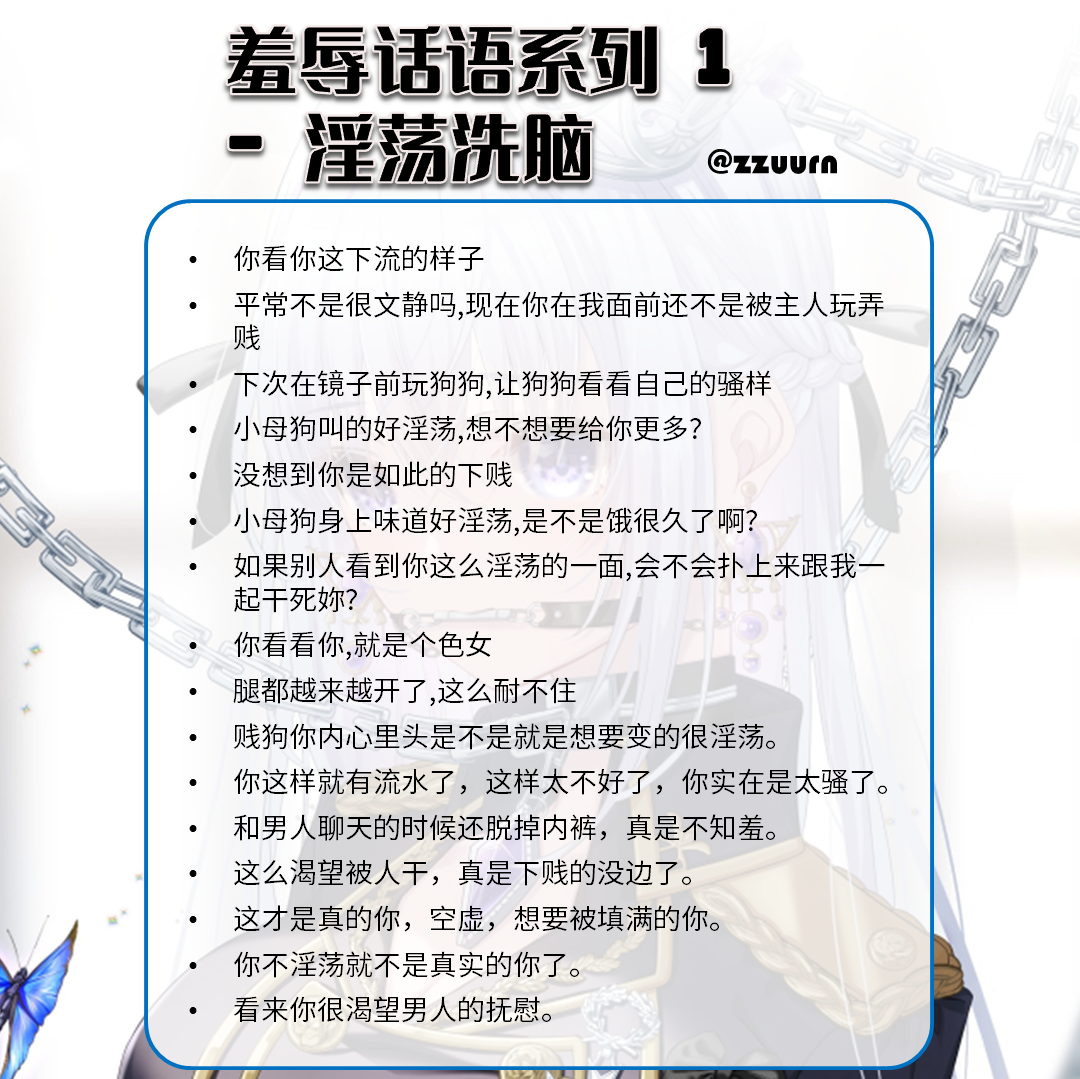 羞辱话语系列 1
- 淫荡洗脑
@zzuurn
• 你看你这下流的样子
• 平常不是很文静吗,现在你在我面前还不是被主人玩弄
贱
• 下次在镜子前玩狗狗,让狗狗看看自己的骚样
• 小母狗叫的好淫荡,想不想要给你更多?
• 没想到你是如此的下贱
• 小母狗身上味道好淫荡,是不是饿很久了啊?
• 如果别人看到你这么淫荡的一面,会不会扑上来跟我一
起干死妳?
• 你看看你,就是个色女
• 腿都越来越开了,这么耐不住
• 贱狗你内心里头是不是就是想要变的很淫荡。
• 你这样就有流水了，这样太不好了，你实在是太骚了。
• 和男人聊天的时候还脱掉内裤，真是不知羞。
• 这么渴望被人干，真是下贱的没边了。
• 这才是真的你，空虚，想要被填满的你。
• 你不淫荡就不是真实的你了。
• 看来你很渴望男人的抚慰。